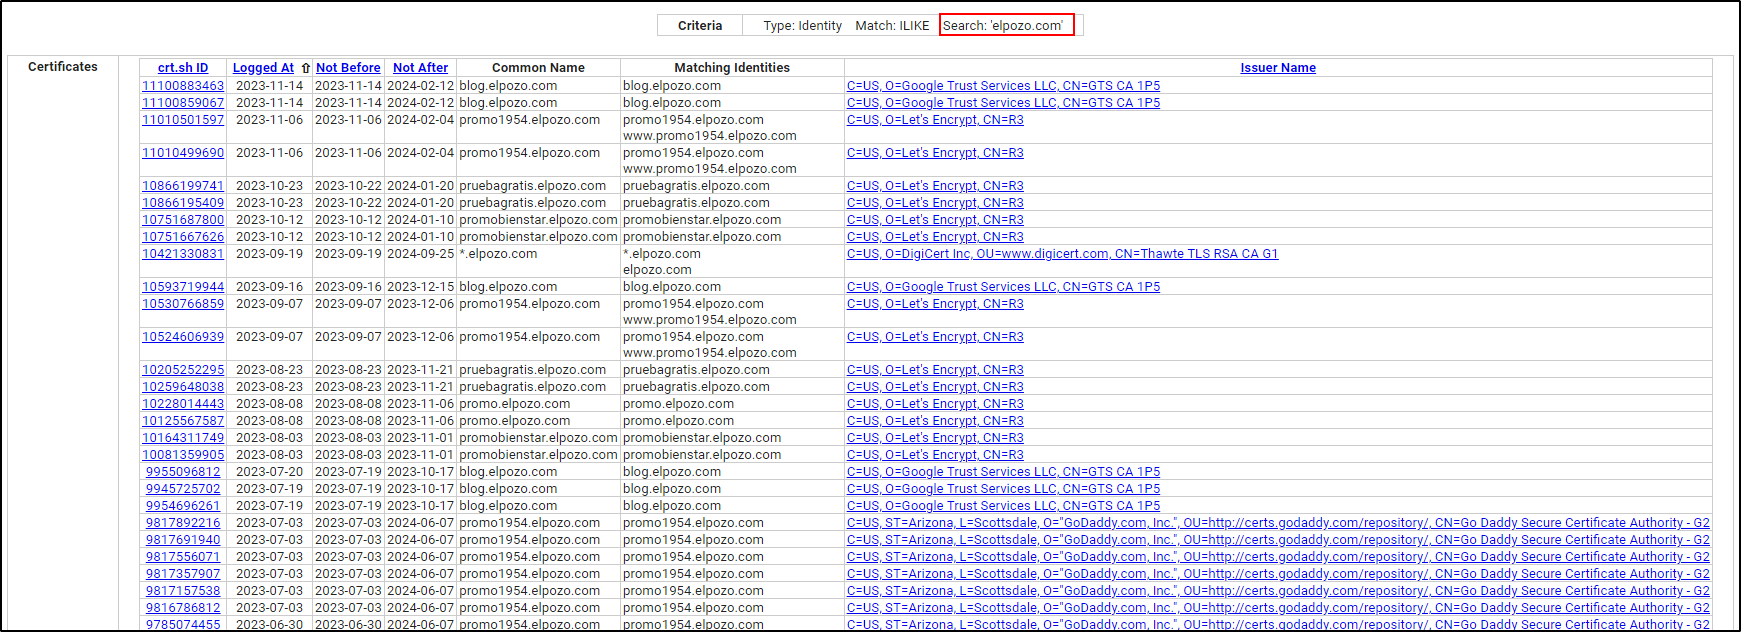 Criteria Type: Identity Match: ILIKE Search: 'elpozo.com'
Certificates crt.sh ID Logged At ⇧ Not Before Not After Common Name Matching Identities Issuer Name
11100883463 2023-11-14 2023-11-14 2024-02-12 blog.elpozo.com blog.elpozo.com C=US, O=Google Trust Services LLC, CN=GTS CA 1P5
11100859067 2023-11-14 2023-11-14 2024-02-12 blog.elpozo.com blog.elpozo.com C=US, O=Google Trust Services LLC, CN=GTS CA 1P5
11010501597 2023-11-06 2023-11-06 2024-02-04 promo1954.elpozo.com promo1954.elpozo.com C=US, O=Let's Encrypt, CN=R3
www.promo1954.elpozo.com
11010499690 2023-11-06 2023-11-06 2024-02-04 promo1954.elpozo.com promo1954.elpozo.com C=US, O=Let's Encrypt, CN=R3
www.promo1954.elpozo.com
10866199741 2023-10-23 2023-10-22 2024-01-20 pruebagratis.elpozo.com pruebagratis.elpozo.com C=US, O=Let's Encrypt, CN=R3
10866195409 2023-10-23 2023-10-22 2024-01-20 pruebagratis.elpozo.com pruebagratis.elpozo.com C=US, O=Let's Encrypt, CN=R3
10751687800 2023-10-12 2023-10-12 2024-01-10 promobienstar.elpozo.com promobienstar.elpozo.com C=US, O=Let's Encrypt, CN=R3
10751667626 2023-10-12 2023-10-12 2024-01-10 promobienstar.elpozo.com promobienstar.elpozo.com C=US, O=Let's Encrypt, CN=R3
10421330831 2023-09-19 2023-09-19 2024-09-25 *.elpozo.com *.elpozo.com C=US, O=DigiCert Inc, OU=www.digicert.com, CN=Thawte TLS RSA CA G1
elpozo.com
10593719944 2023-09-16 2023-09-16 2023-12-15 blog.elpozo.com blog.elpozo.com C=US, O=Google Trust Services LLC, CN=GTS CA 1P5
10530766859 2023-09-07 2023-09-07 2023-12-06 promo1954.elpozo.com promo1954.elpozo.com C=US, O=Let's Encrypt, CN=R3
www.promo1954.elpozo.com
10524606939 2023-09-07 2023-09-07 2023-12-06 promo1954.elpozo.com promo1954.elpozo.com C=US, O=Let's Encrypt, CN=R3
www.promo1954.elpozo.com
10205252295 2023-08-23 2023-08-23 2023-11-21 pruebagratis.elpozo.com pruebagratis.elpozo.com C=US, O=Let's Encrypt, CN=R3
10259648038 2023-08-23 2023-08-23 2023-11-21 pruebagratis.elpozo.com pruebagratis.elpozo.com C=US, O=Let's Encrypt, CN=R3
10228014443 2023-08-08 2023-08-08 2023-11-06 promo.elpozo.com promo.elpozo.com C=US, O=Let's Encrypt, CN=R3
10125567587 2023-08-08 2023-08-08 2023-11-06 promo.elpozo.com promo.elpozo.com C=US, O=Let's Encrypt, CN=R3
10164311749 2023-08-03 2023-08-03 2023-11-01 promobienstar.elpozo.com promobienstar.elpozo.com C=US, O=Let's Encrypt, CN=R3
10081359905 2023-08-03 2023-08-03 2023-11-01 promobienstar.elpozo.com promobienstar.elpozo.com C=US, O=Let's Encrypt, CN=R3
9955096812 2023-07-20 2023-07-19 2023-10-17 blog.elpozo.com blog.elpozo.com C=US, O=Google Trust Services LLC, CN=GTS CA 1P5
9945725702 2023-07-19 2023-07-19 2023-10-17 blog.elpozo.com blog.elpozo.com C=US, O=Google Trust Services LLC, CN=GTS CA 1P5
9954696261 2023-07-19 2023-07-19 2023-10-17 blog.elpozo.com blog.elpozo.com C=US, O=Google Trust Services LLC, CN=GTS CA 1P5
9817892216 2023-07-03 2023-07-03 2024-06-07 promo1954.elpozo.com promo1954.elpozo.com C=US, ST=Arizona, L=Scottsdale, O="GoDaddy.com, Inc.", OU=http://certs.godaddy.com/repository/, CN=Go Daddy Secure Certificate Authority - G2
9817691940 2023-07-03 2023-07-03 2024-06-07 promo1954.elpozo.com promo1954.elpozo.com C=US, ST=Arizona, L=Scottsdale, O="GoDaddy.com, Inc.", OU=http://certs.godaddy.com/repository/, CN=Go Daddy Secure Certificate Authority - G2
9817556071 2023-07-03 2023-07-03 2024-06-07 promo1954.elpozo.com promo1954.elpozo.com C=US, ST=Arizona, L=Scottsdale, O="GoDaddy.com, Inc.", OU=http://certs.godaddy.com/repository/, CN=Go Daddy Secure Certificate Authority - G2
9817357907 2023-07-03 2023-07-03 2024-06-07 promo1954.elpozo.com promo1954.elpozo.com C=US, ST=Arizona, L=Scottsdale, O="GoDaddy.com, Inc.", OU=http://certs.godaddy.com/repository/, CN=Go Daddy Secure Certificate Authority - G2
9817157538 2023-07-03 2023-07-03 2024-06-07 promo1954.elpozo.com promo1954.elpozo.com C=US, ST=Arizona, L=Scottsdale, O="GoDaddy.com, Inc.", OU=http://certs.godaddy.com/repository/, CN=Go Daddy Secure Certificate Authority - G2
9816786812 2023-07-03 2023-07-03 2024-06-07 promo1954.elpozo.com promo1954.elpozo.com C=US, ST=Arizona, L=Scottsdale, O="GoDaddy.com, Inc.", OU=http://certs.godaddy.com/repository/, CN=Go Daddy Secure Certificate Authority - G2
9785074455 2023-06-30 2023-06-30 2024-06-07 promo1954.elpozo.com promo1954.elpozo.com C=US, ST=Arizona, L=Scottsdale, O="GoDaddy.com, Inc.", OU=http://certs.godaddy.com/repository/, CN=Go Daddy Secure Certificate Authority - G2